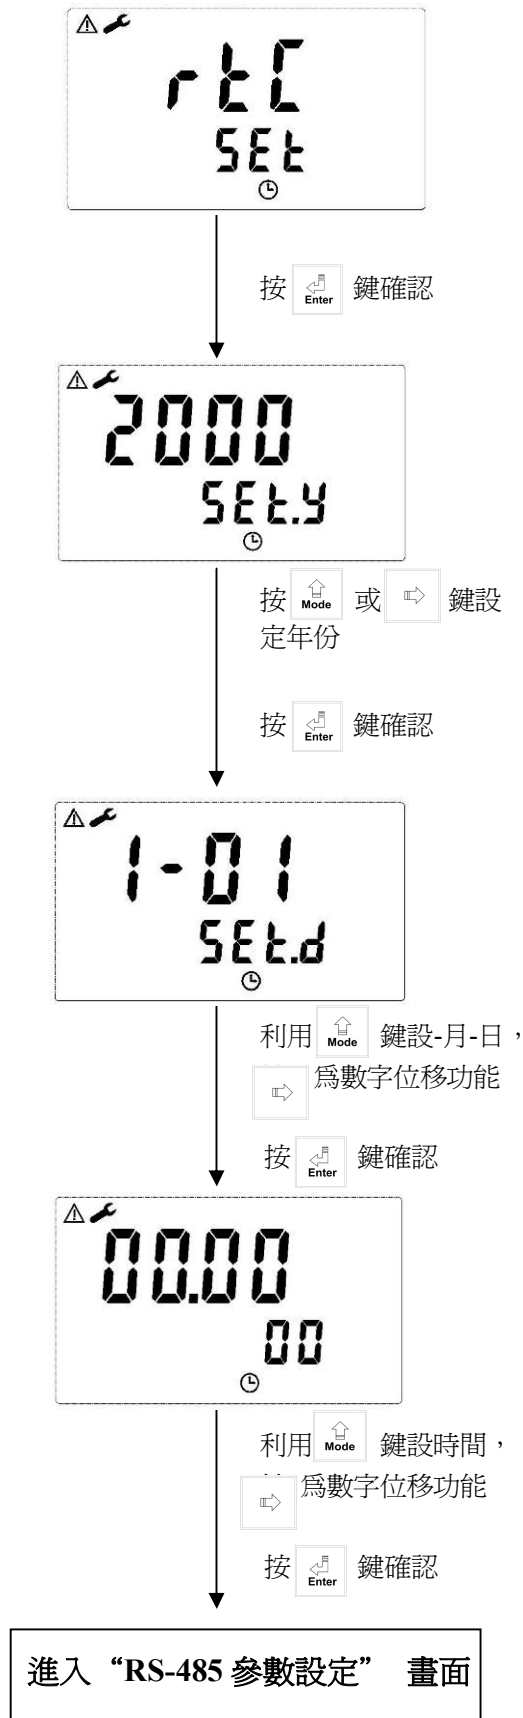 rtC
SEt
按 Enter 鍵確認
2000
SEt.y
按 Mode 或 鍵設
定年份
按 Enter 鍵確認
1-01
SEt.d
利用 Mode 鍵設-月-日，
為數字位移功能
按 Enter 鍵確認
00.00
00
利用 Mode 鍵設時間，
為數字位移功能
按 Enter 鍵確認
進入“RS-485 參數設定” 畫面